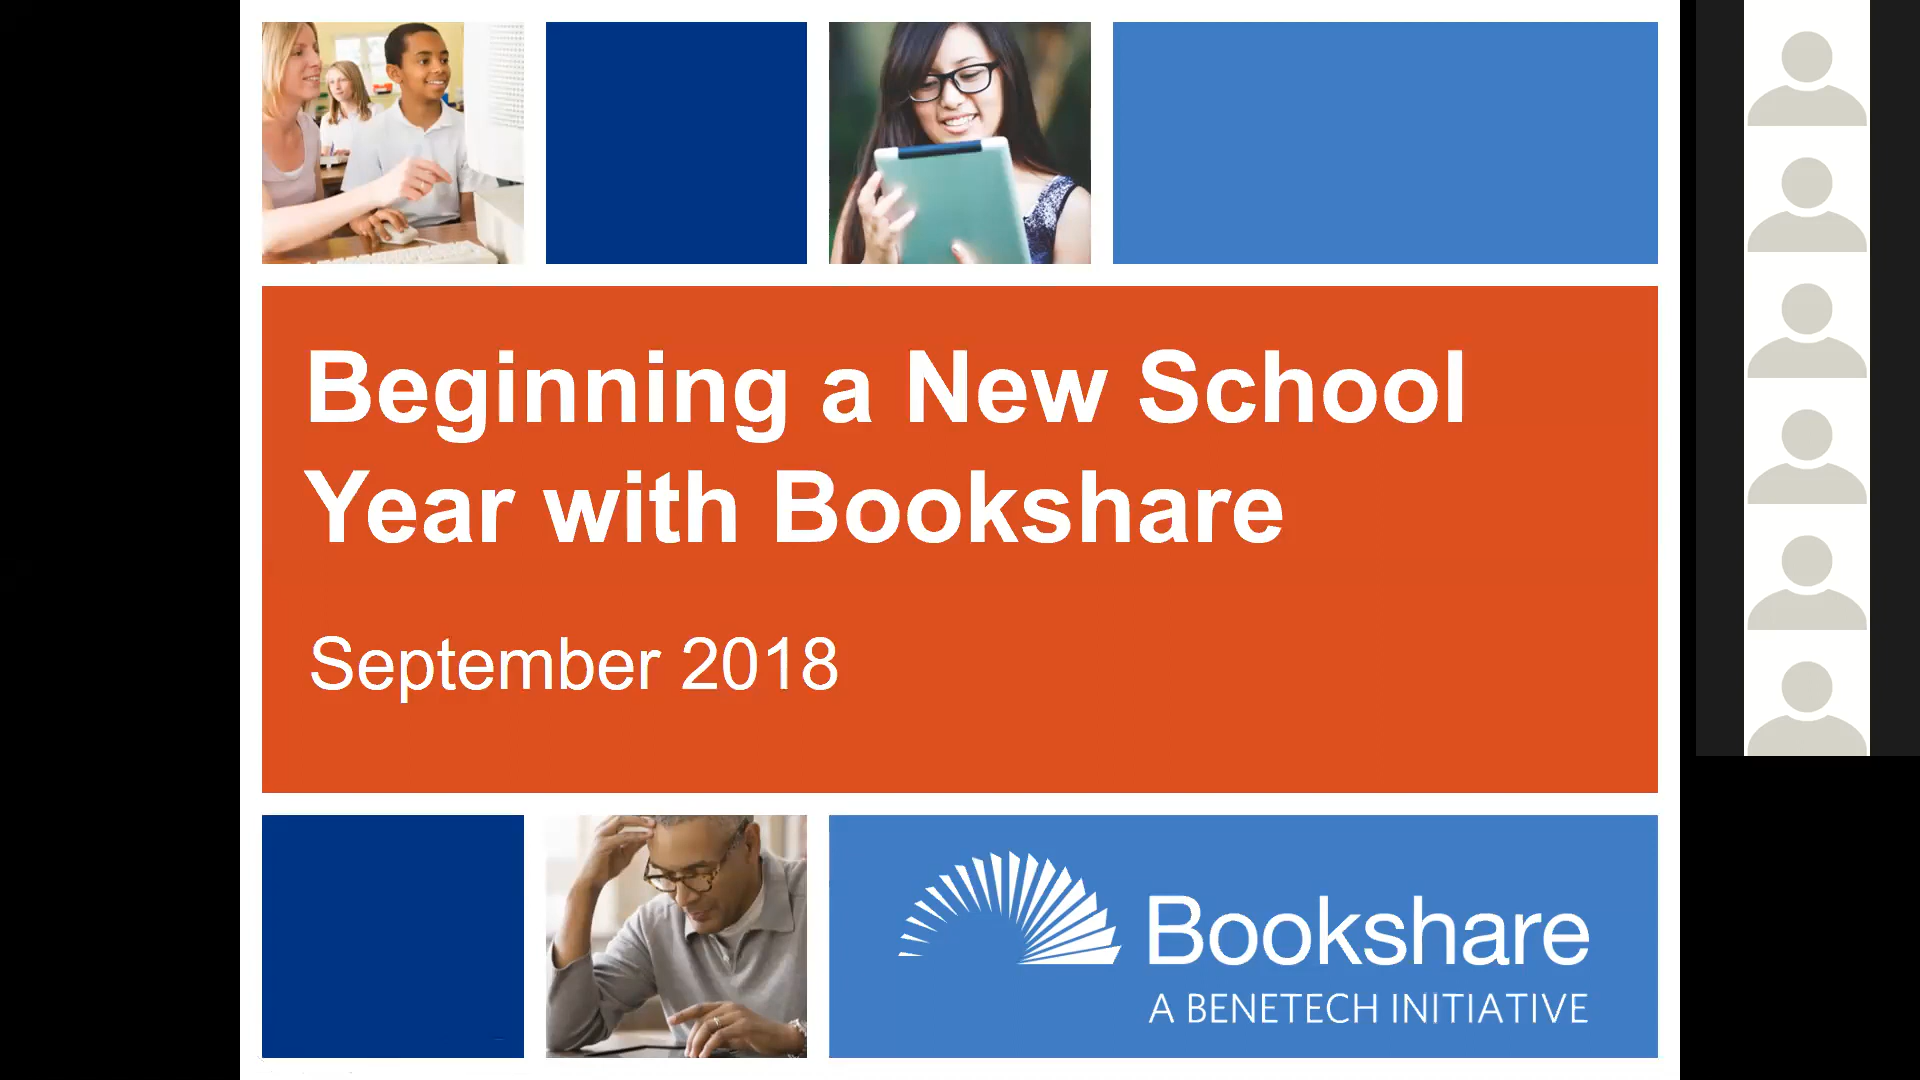 Beginning a New School
Year with Bookshare
September 2018
Bookshare
A BENETECH INITIATIVE